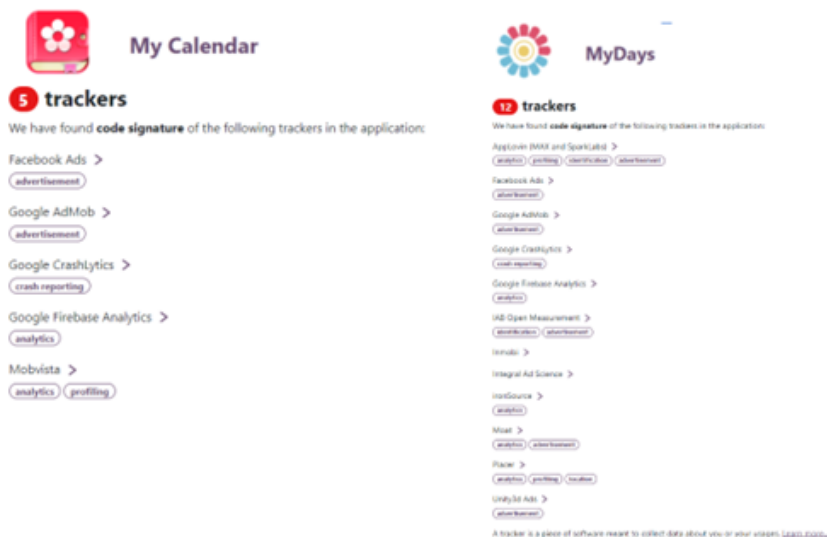 My Calendar
5 trackers
We have found code signature of the following trackers in the application:
Facebook Ads >
advertisement
Google AdMob >
advertisement
Google CrashLytics >
crash reporting
Google Firebase Analytics >
analytics
Mobvista >
analytics profiling
MyDays
12 trackers
We have found code signature of the following trackers in the application:
AppLovin (MAX and SparkLabs) >
analytics profiling identification advertisement
Facebook Ads >
advertisement
Google AdMob >
advertisement
Google CrashLytics >
crash reporting
Google Firebase Analytics >
analytics
IAB Open Measurement >
identification advertisement
Inmobi >
Integral Ad Science >
ironSource >
analytics
Moat >
analytics advertisement
Placer >
analytics profiling location
Unity3d Ads >
advertisement
A tracker is a piece of software meant to collect data about you or your usages. Learn more.